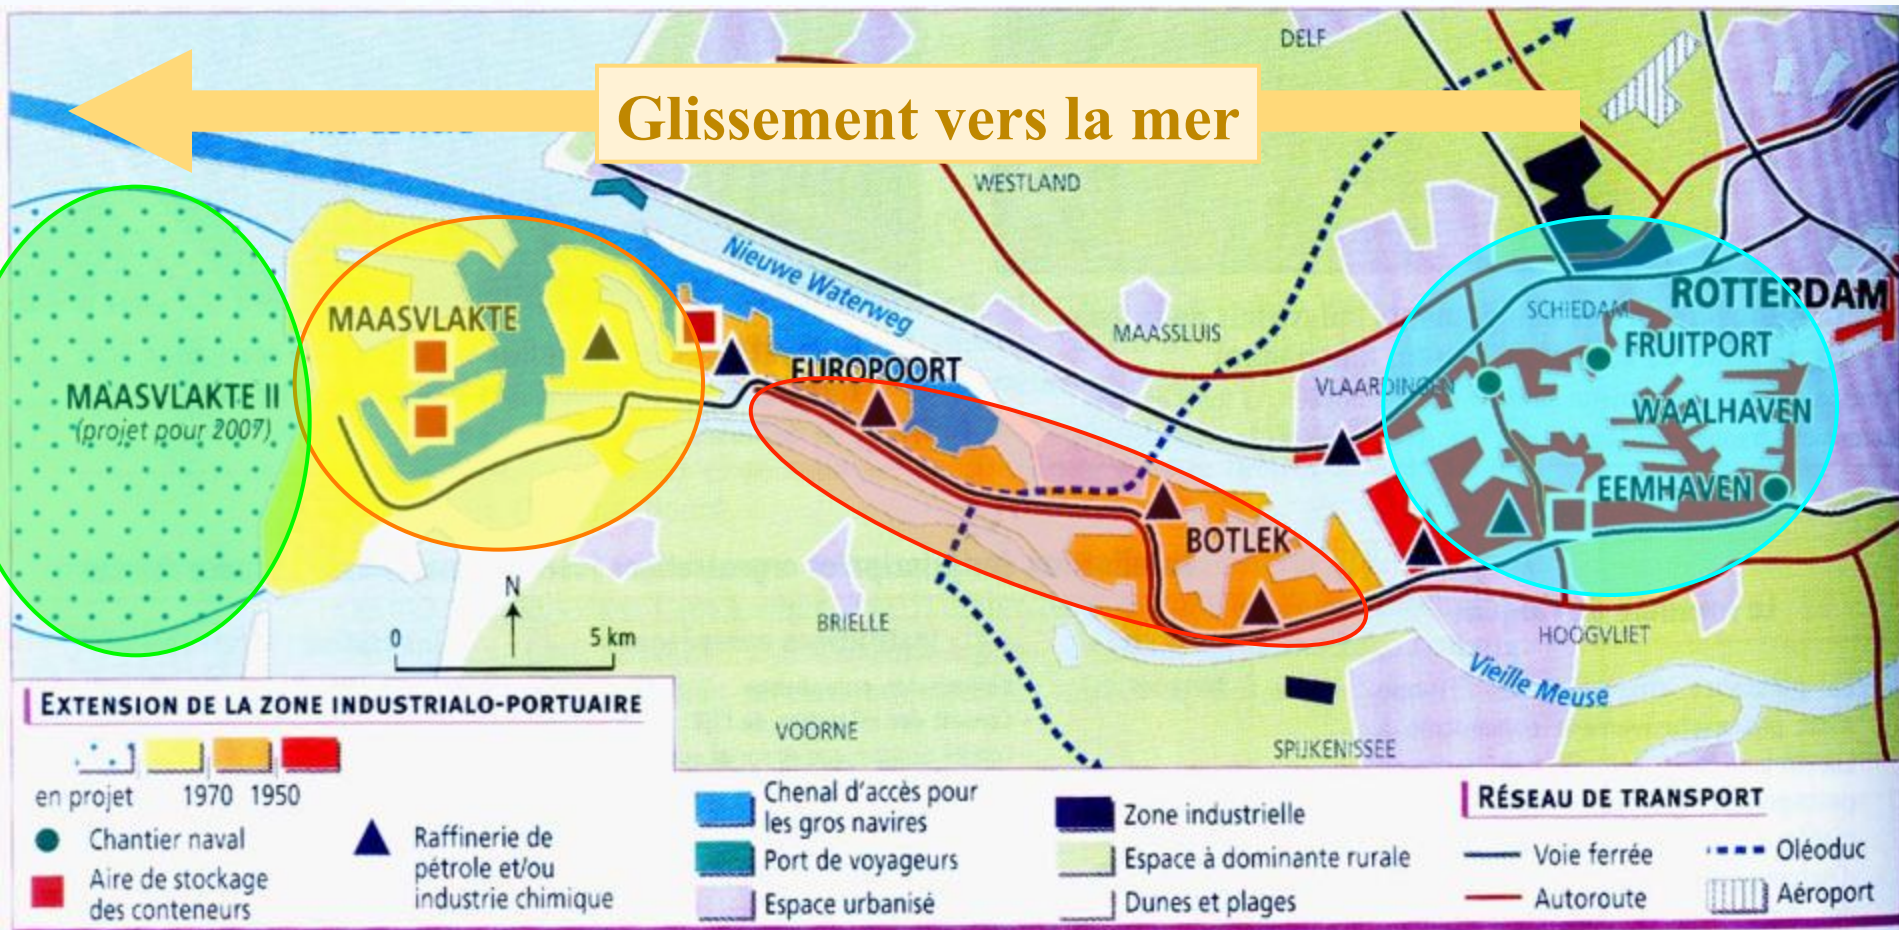 DELF
Glissement vers la mer
WESTLAND
Nieuwe Waterweg
ROTTERDAM
SCHIEDAM
MAASVLAKTE
MAASSLUIS
FRUITPORT
EUROPOORT
VLAARDINGEN
MAASVLAKTE II
(projet pour 2007)
WAALHAVEN
EEMHAVEN
BOTLEK
N
BRIELLE
0 5 km
HOOGVLIET
Vieille Meuse
VOORNE
SPIJKENISSEE
EXTENSION DE LA ZONE INDUSTRIALO-PORTUAIRE
en projet 1970 1950
Chantier naval
Aire de stockage
des conteneurs
Raffinerie de
pétrole et/ou
industrie chimique
Chenal d'accès pour
les gros navires
Port de voyageurs
Espace urbanisé
Zone industrielle
Espace à dominante rurale
Dunes et plages
RÉSEAU DE TRANSPORT
Voie ferrée
Autoroute
Oléoduc
Aéroport